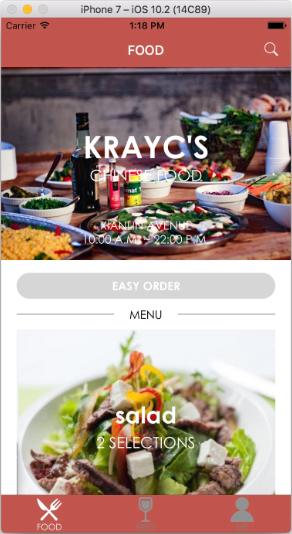 iPhone 7 – iOS 10.2 (14C89)
Carrier 1:18 PM
FOOD
KRAYC'S
CHINESE FOOD
XIANLIN AVENUE
10:00 A.M. - 22:00 P.M.
EASY ORDER
MENU
salad
2 SELECTIONS
FOOD